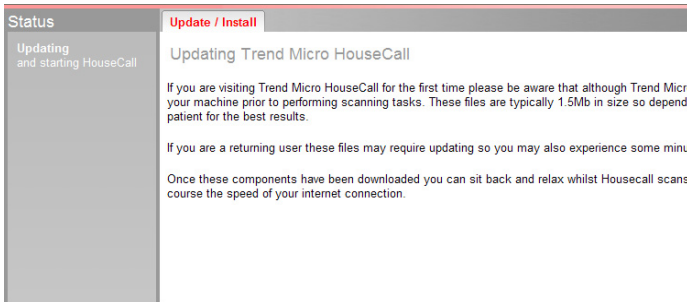 Status
Update / Install
Updating
and starting HouseCall
Updating Trend Micro HouseCall
If you are visiting Trend Micro HouseCall for the first time please be aware that although Trend Micr
your machine prior to performing scanning tasks. These files are typically 1.5Mb in size so depend
patient for the best results.
If you are a returning user these files may require updating so you may also experience some minu
Once these components have been downloaded you can sit back and relax whilst Housecall scans
course the speed of your internet connection.